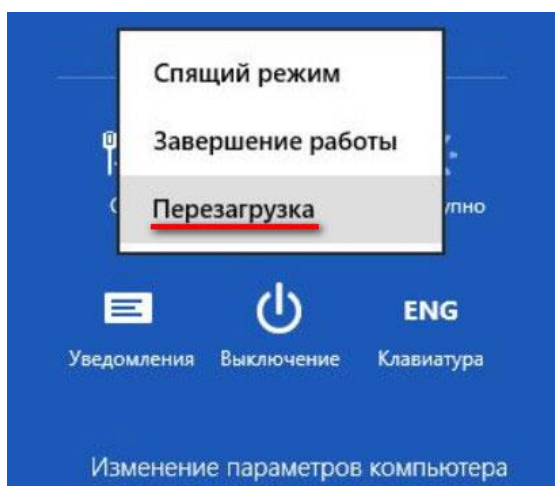 Спящий режим
Завершение работы
Перезагрузка
Уведомления Выключение ENG Клавиатура
Изменение параметров компьютера